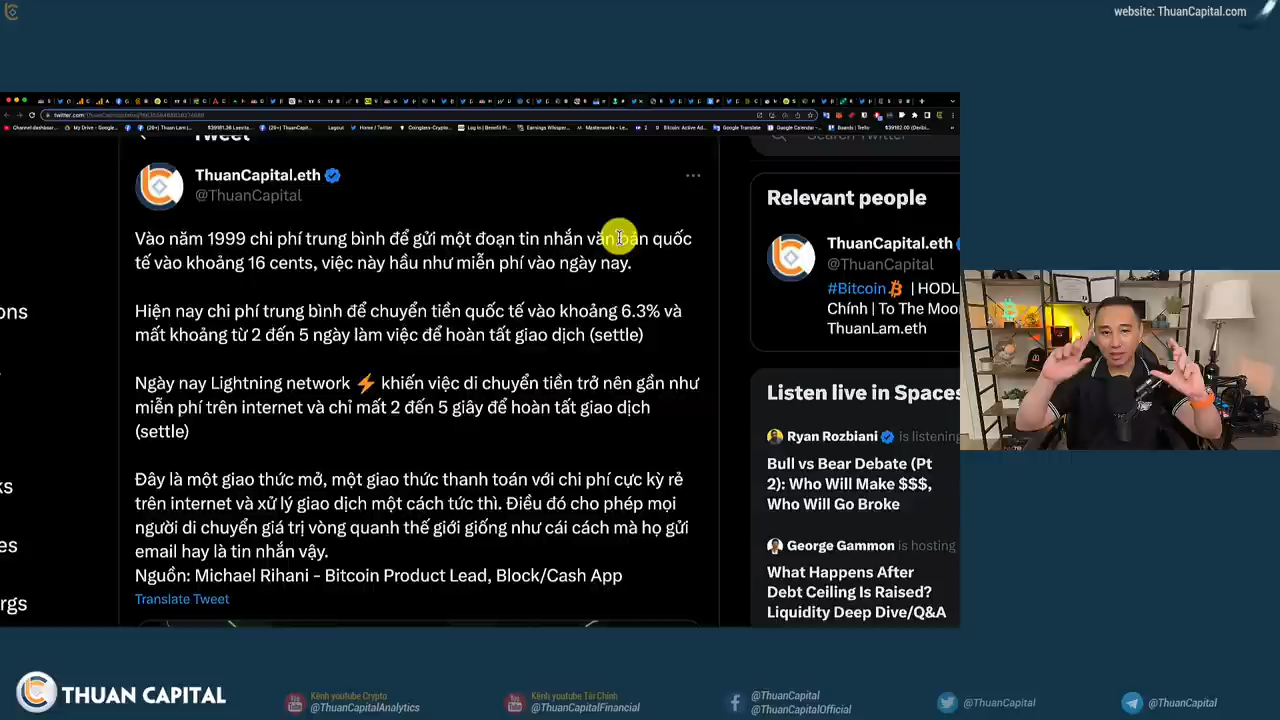 website: ThuanCapital.com
Tweet
ThuanCapital.eth
@ThuanCapital
Vào năm 1999 chi phí trung bình để gửi một đoạn tin nhắn văn bản quốc
tế vào khoảng 16 cents, việc này hầu như miễn phí vào ngày nay.
Hiện nay chi phí trung bình để chuyển tiền quốc tế vào khoảng 6.3% và
mất khoảng từ 2 đến 5 ngày làm việc để hoàn tất giao dịch (settle)
Ngày nay Lightning network ⚡ khiến việc di chuyển tiền trở nên gần như
miễn phí trên internet và chỉ mất 2 đến 5 giây để hoàn tất giao dịch
(settle)
Đây là một giao thức mở, một giao thức thanh toán với chi phí cực kỳ rẻ
trên internet và xử lý giao dịch một cách tức thì. Điều đó cho phép mọi
người di chuyển giá trị vòng quanh thế giới giống như cái cách mà họ gửi
email hay là tin nhắn vậy.
Nguồn: Michael Rihani - Bitcoin Product Lead, Block/Cash App
Translate Tweet
Search Twitter
Relevant people
ThuanCapital.eth
@ThuanCapital
#Bitcoin | HODL
Chính | To The Moo
ThuanLam.eth
Listen live in Spaces
Ryan Rozbiani is listening
Bull vs Bear Debate (Pt
2): Who Will Make $$$,
Who Will Go Broke
George Gammon is hosting
What Happens After
Debt Ceiling Is Raised?
Liquidity Deep Dive/Q&A
ons
ks
es
rgs
THUAN CAPITAL
Kênh youtube Crypto
@ThuanCapitalAnalytics
Kênh youtube Tài Chính
@ThuanCapitalFinancial
@ThuanCapital
@ThuanCapitalOfficial
@ThuanCapital
@ThuanCapital